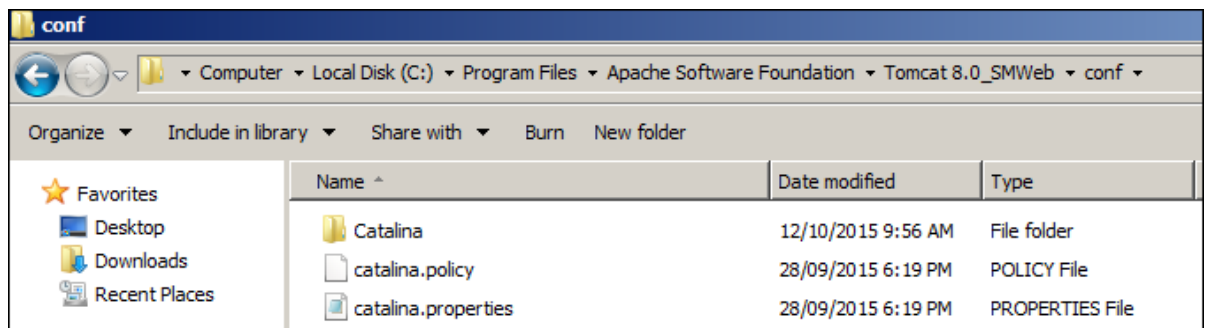 conf
Computer Local Disk (C:) Program Files Apache Software Foundation Tomcat 8.0_SMWeb conf
Organize Include in library Share with Burn New folder
Favorites Name Date modified Type
Desktop Catalina 12/10/2015 9:56 AM File folder
Downloads catalina.policy 28/09/2015 6:19 PM POLICY File
Recent Places catalina.properties 28/09/2015 6:19 PM PROPERTIES File